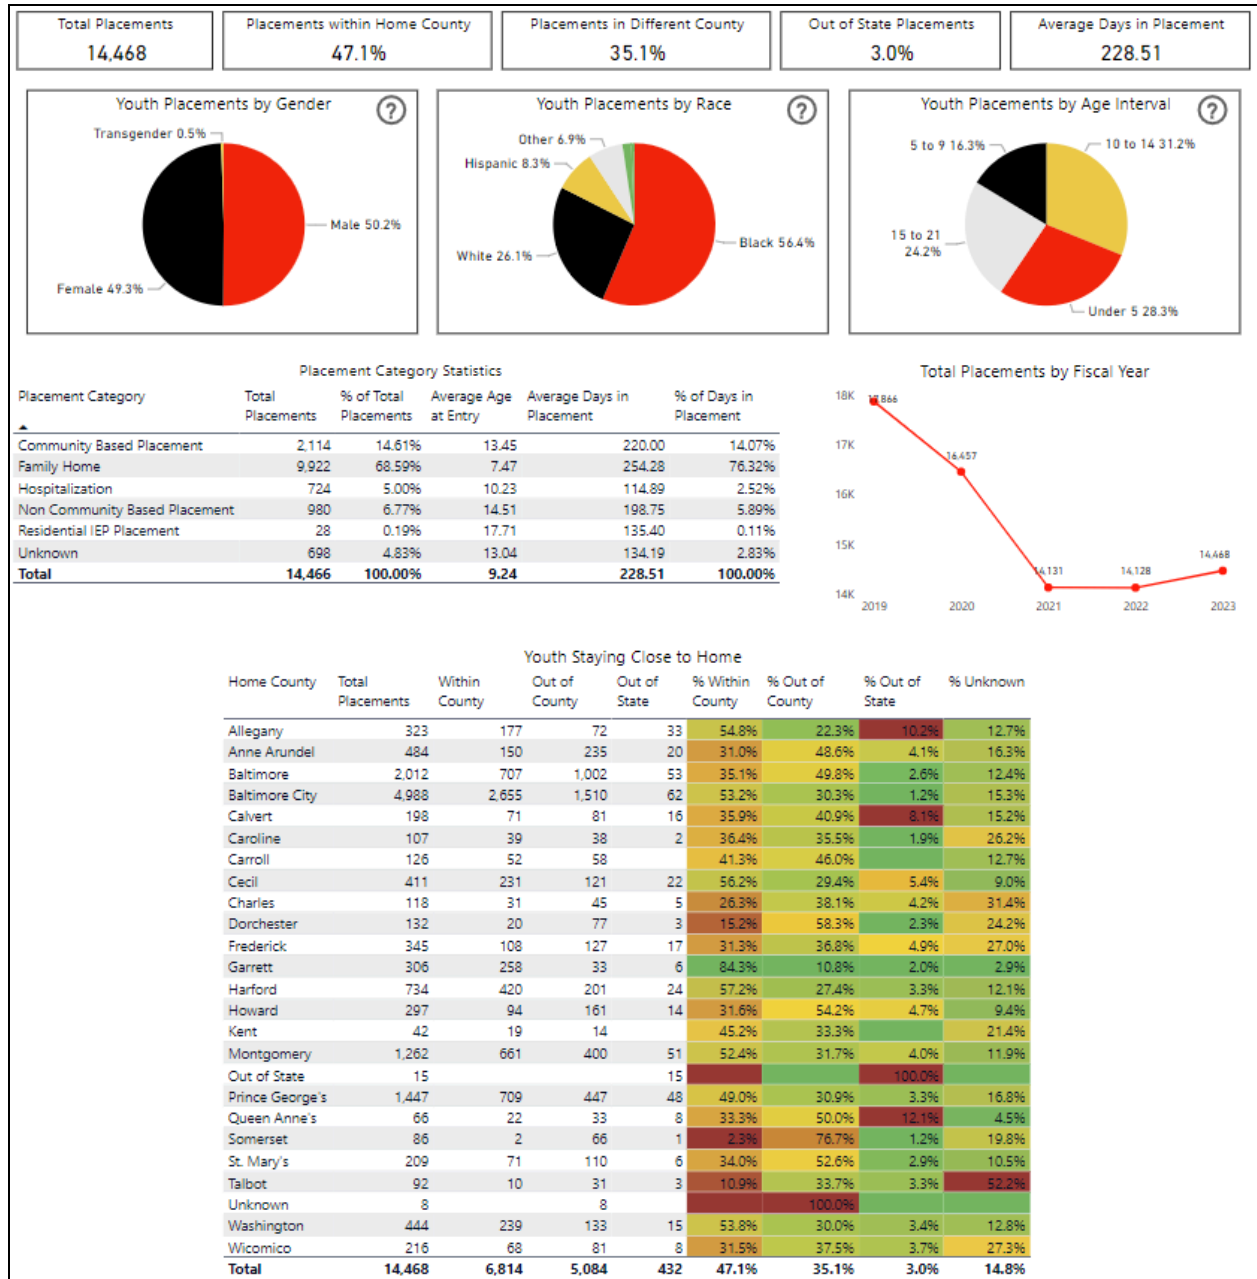 Total Placements
14,468
Placements within Home County
47.1%
Placements in Different County
35.1%
Out of State Placements
3.0%
Average Days in Placement
228.51
Youth Placements by Gender
?
Transgender 0.5%
Male 50.2%
Female 49.3%
Youth Placements by Race
?
Other 6.9%
Hispanic 8.3%
White 26.1%
Black 56.4%
Youth Placements by Age Interval
?
5 to 9 16.3%
10 to 14 31.2%
15 to 21
24.2%
Under 5 28.3%
Placement Category Statistics
Placement Category Total Placements % of Total Placements Average Age at Entry Average Days in Placement % of Days in Placement
Community Based Placement 2,114 14.61% 13.45 220.00 14.07%
Family Home 9,922 68.59% 7.47 254.28 76.32%
Hospitalization 724 5.00% 10.23 114.89 2.52%
Non Community Based Placement 980 6.77% 14.51 198.75 5.89%
Residential IEP Placement 28 0.19% 17.71 135.40 0.11%
Unknown 698 4.83% 13.04 134.19 2.83%
Total 14,466 100.00% 9.24 228.51 100.00%
Total Placements by Fiscal Year
18K
17K
16K
15K
14K
17,866
16,457
14,131
14,128
14,468
2019 2020 2021 2022 2023
Youth Staying Close to Home
Home County Total Placements Within County Out of County Out of State % Within County % Out of County % Out of State % Unknown
Allegany 323 177 72 33 54.8% 22.3% 10.2% 12.7%
Anne Arundel 484 150 235 20 31.0% 48.6% 4.1% 16.3%
Baltimore 2,012 707 1,002 53 35.1% 49.8% 2.6% 12.4%
Baltimore City 4,988 2,655 1,510 62 53.2% 30.3% 1.2% 15.3%
Calvert 198 71 81 16 35.9% 40.9% 8.1% 15.2%
Caroline 107 39 38 2 36.4% 35.5% 1.9% 26.2%
Carroll 126 52 58 41.3% 46.0% 12.7%
Cecil 411 231 121 22 56.2% 29.4% 5.4% 9.0%
Charles 118 31 45 5 26.3% 38.1% 4.2% 31.4%
Dorchester 132 20 77 3 15.2% 58.3% 2.3% 24.2%
Frederick 345 108 127 17 31.3% 36.8% 4.9% 27.0%
Garrett 306 258 33 6 84.3% 10.8% 2.0% 2.9%
Harford 734 420 201 24 57.2% 27.4% 3.3% 12.1%
Howard 297 94 161 14 31.6% 54.2% 4.7% 9.4%
Kent 42 19 14 45.2% 33.3% 21.4%
Montgomery 1,262 661 400 51 52.4% 31.7% 4.0% 11.9%
Out of State 15 15 100.0%
Prince George's 1,447 709 447 48 49.0% 30.9% 3.3% 16.8%
Queen Anne's 66 22 33 8 33.3% 50.0% 12.1% 4.5%
Somerset 86 2 66 1 2.3% 76.7% 1.2% 19.8%
St. Mary's 209 71 110 6 34.0% 52.6% 2.9% 10.5%
Talbot 92 10 31 3 10.9% 33.7% 3.3% 52.2%
Unknown 8 8 100.0%
Washington 444 239 133 15 53.8% 30.0% 3.4% 12.8%
Wicomico 216 68 81 8 31.5% 37.5% 3.7% 27.3%
Total 14,468 6,814 5,084 432 47.1% 35.1% 3.0% 14.8%